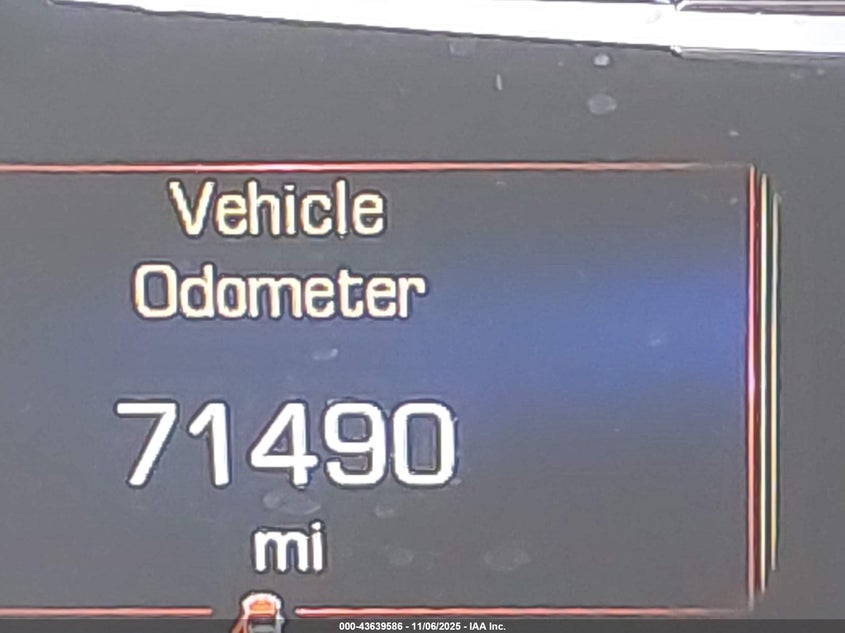 Vehicle
Odometer
71490
mi
000-43639586 - 11/06/2025 - IAA Inc.